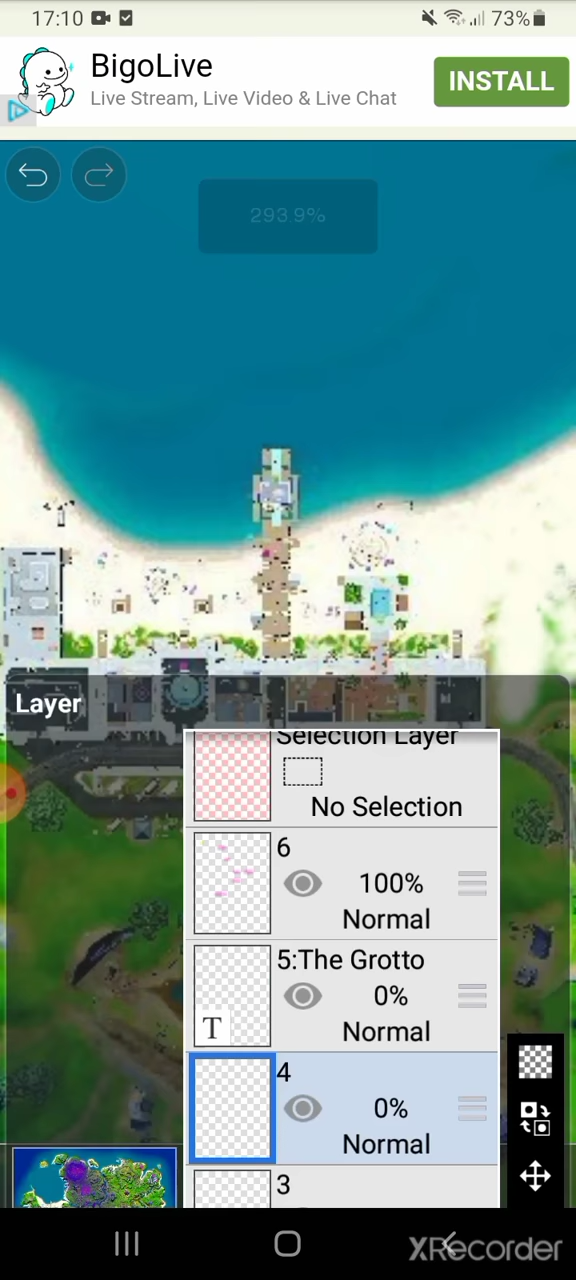 17:10
73%
BigoLive
Live Stream, Live Video & Live Chat
INSTALL
293.9%
Layer
Selection Layer
No Selection
6
100%
Normal
5:The Grotto
0%
T
Normal
4
0%
Normal
3
XRecorder